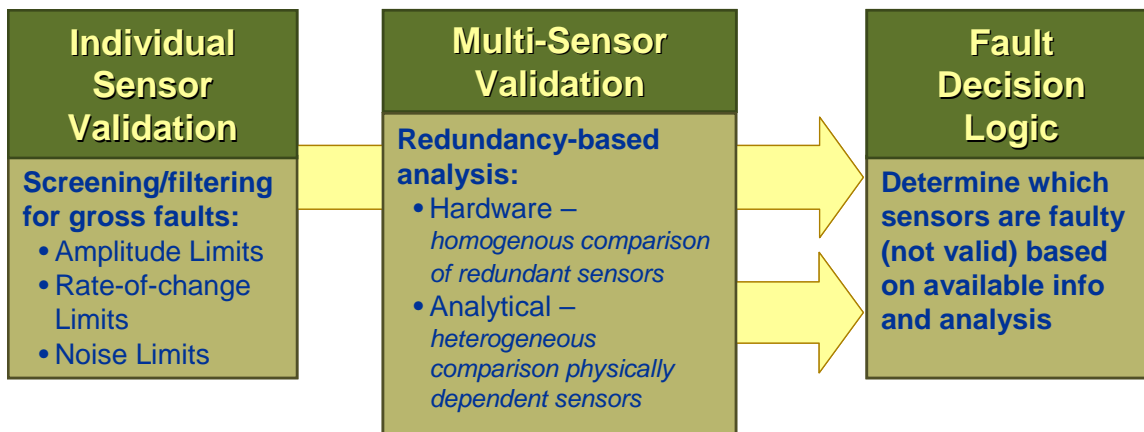 Individual
Sensor
Validation
Screening/filtering
for gross faults:
• Amplitude Limits
• Rate-of-change
Limits
• Noise Limits
Multi-Sensor
Validation
Redundancy-based
analysis:
• Hardware –
homogenous comparison
of redundant sensors
• Analytical –
heterogeneous
comparison physically
dependent sensors
Fault
Decision
Logic
Determine which
sensors are faulty
(not valid) based
on available info
and analysis